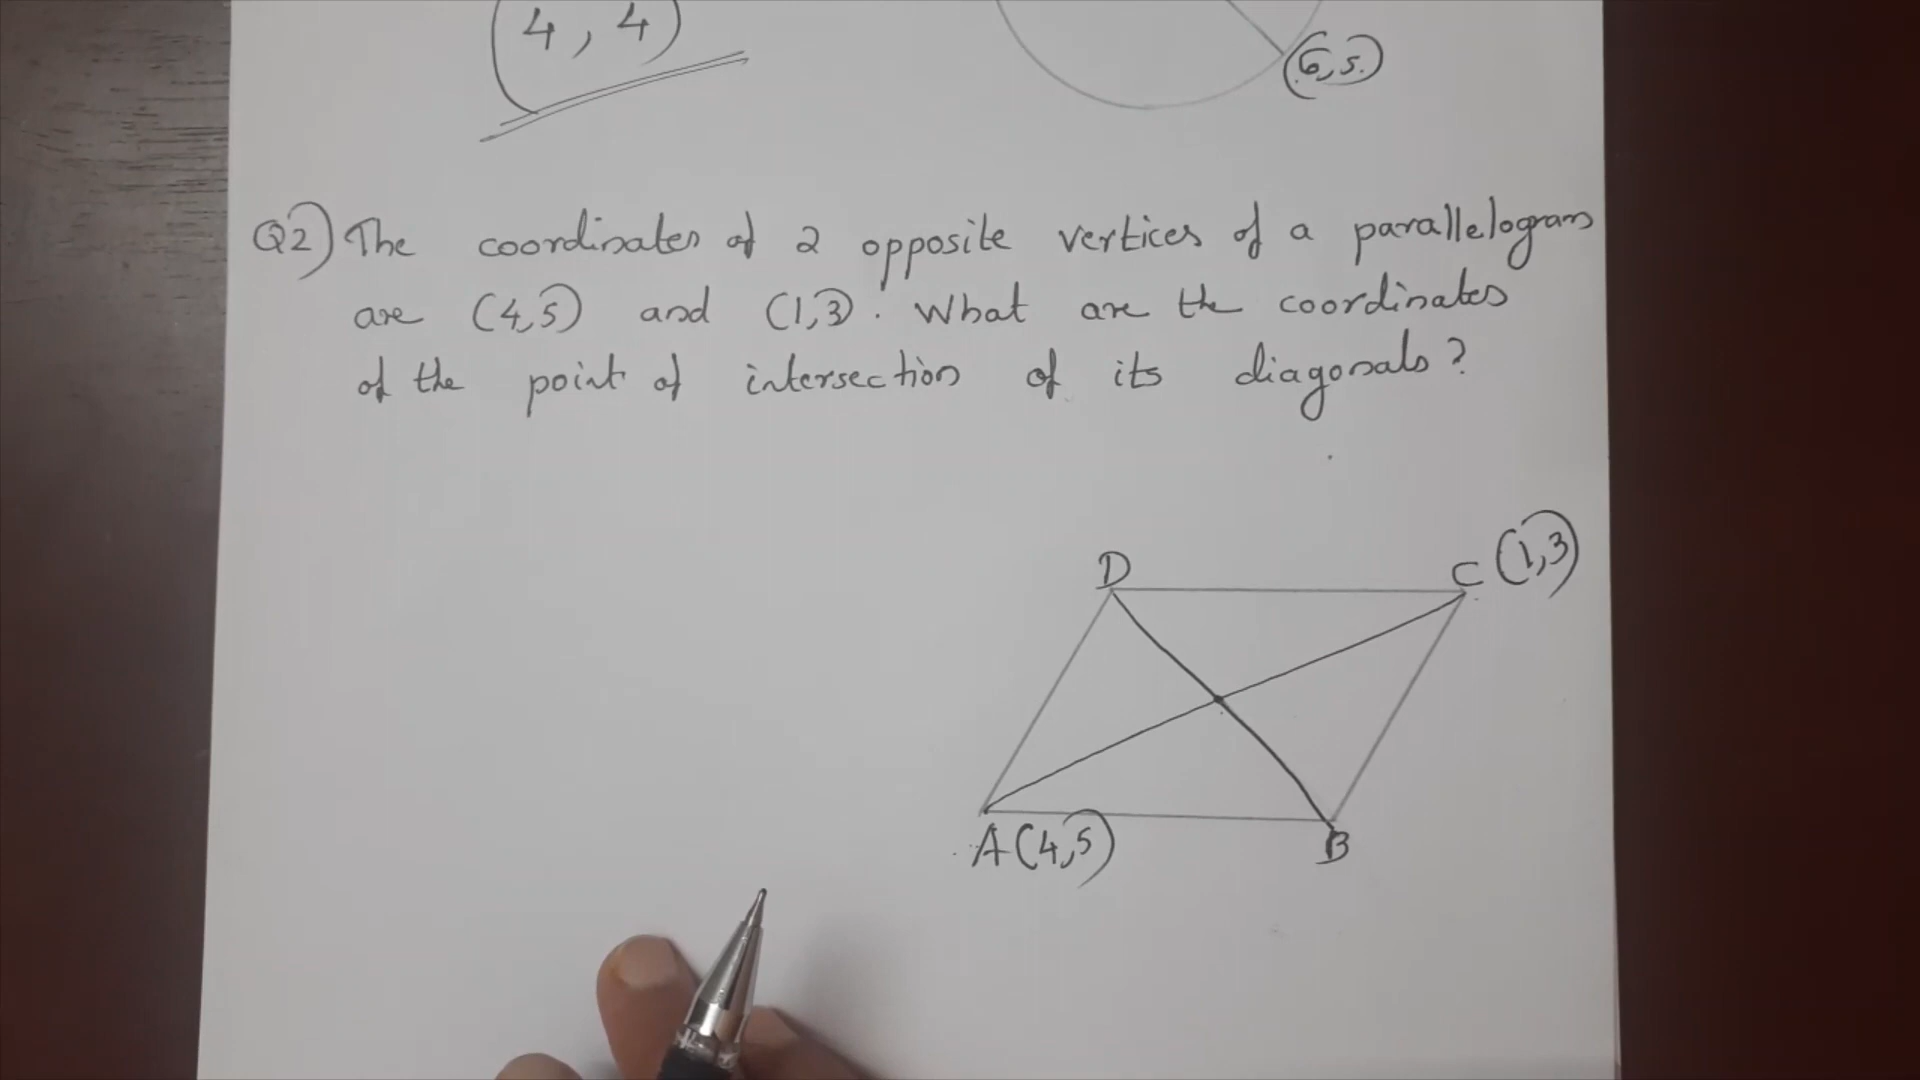 (4, 4)
(6,5)
Q2) The coordinates of 2 opposite vertices of a parallelogram
are (4,5) and (1,3). What are the coordinates
of the point of intersection of its diagonals?
D
C (1,3)
A (4,5)
B